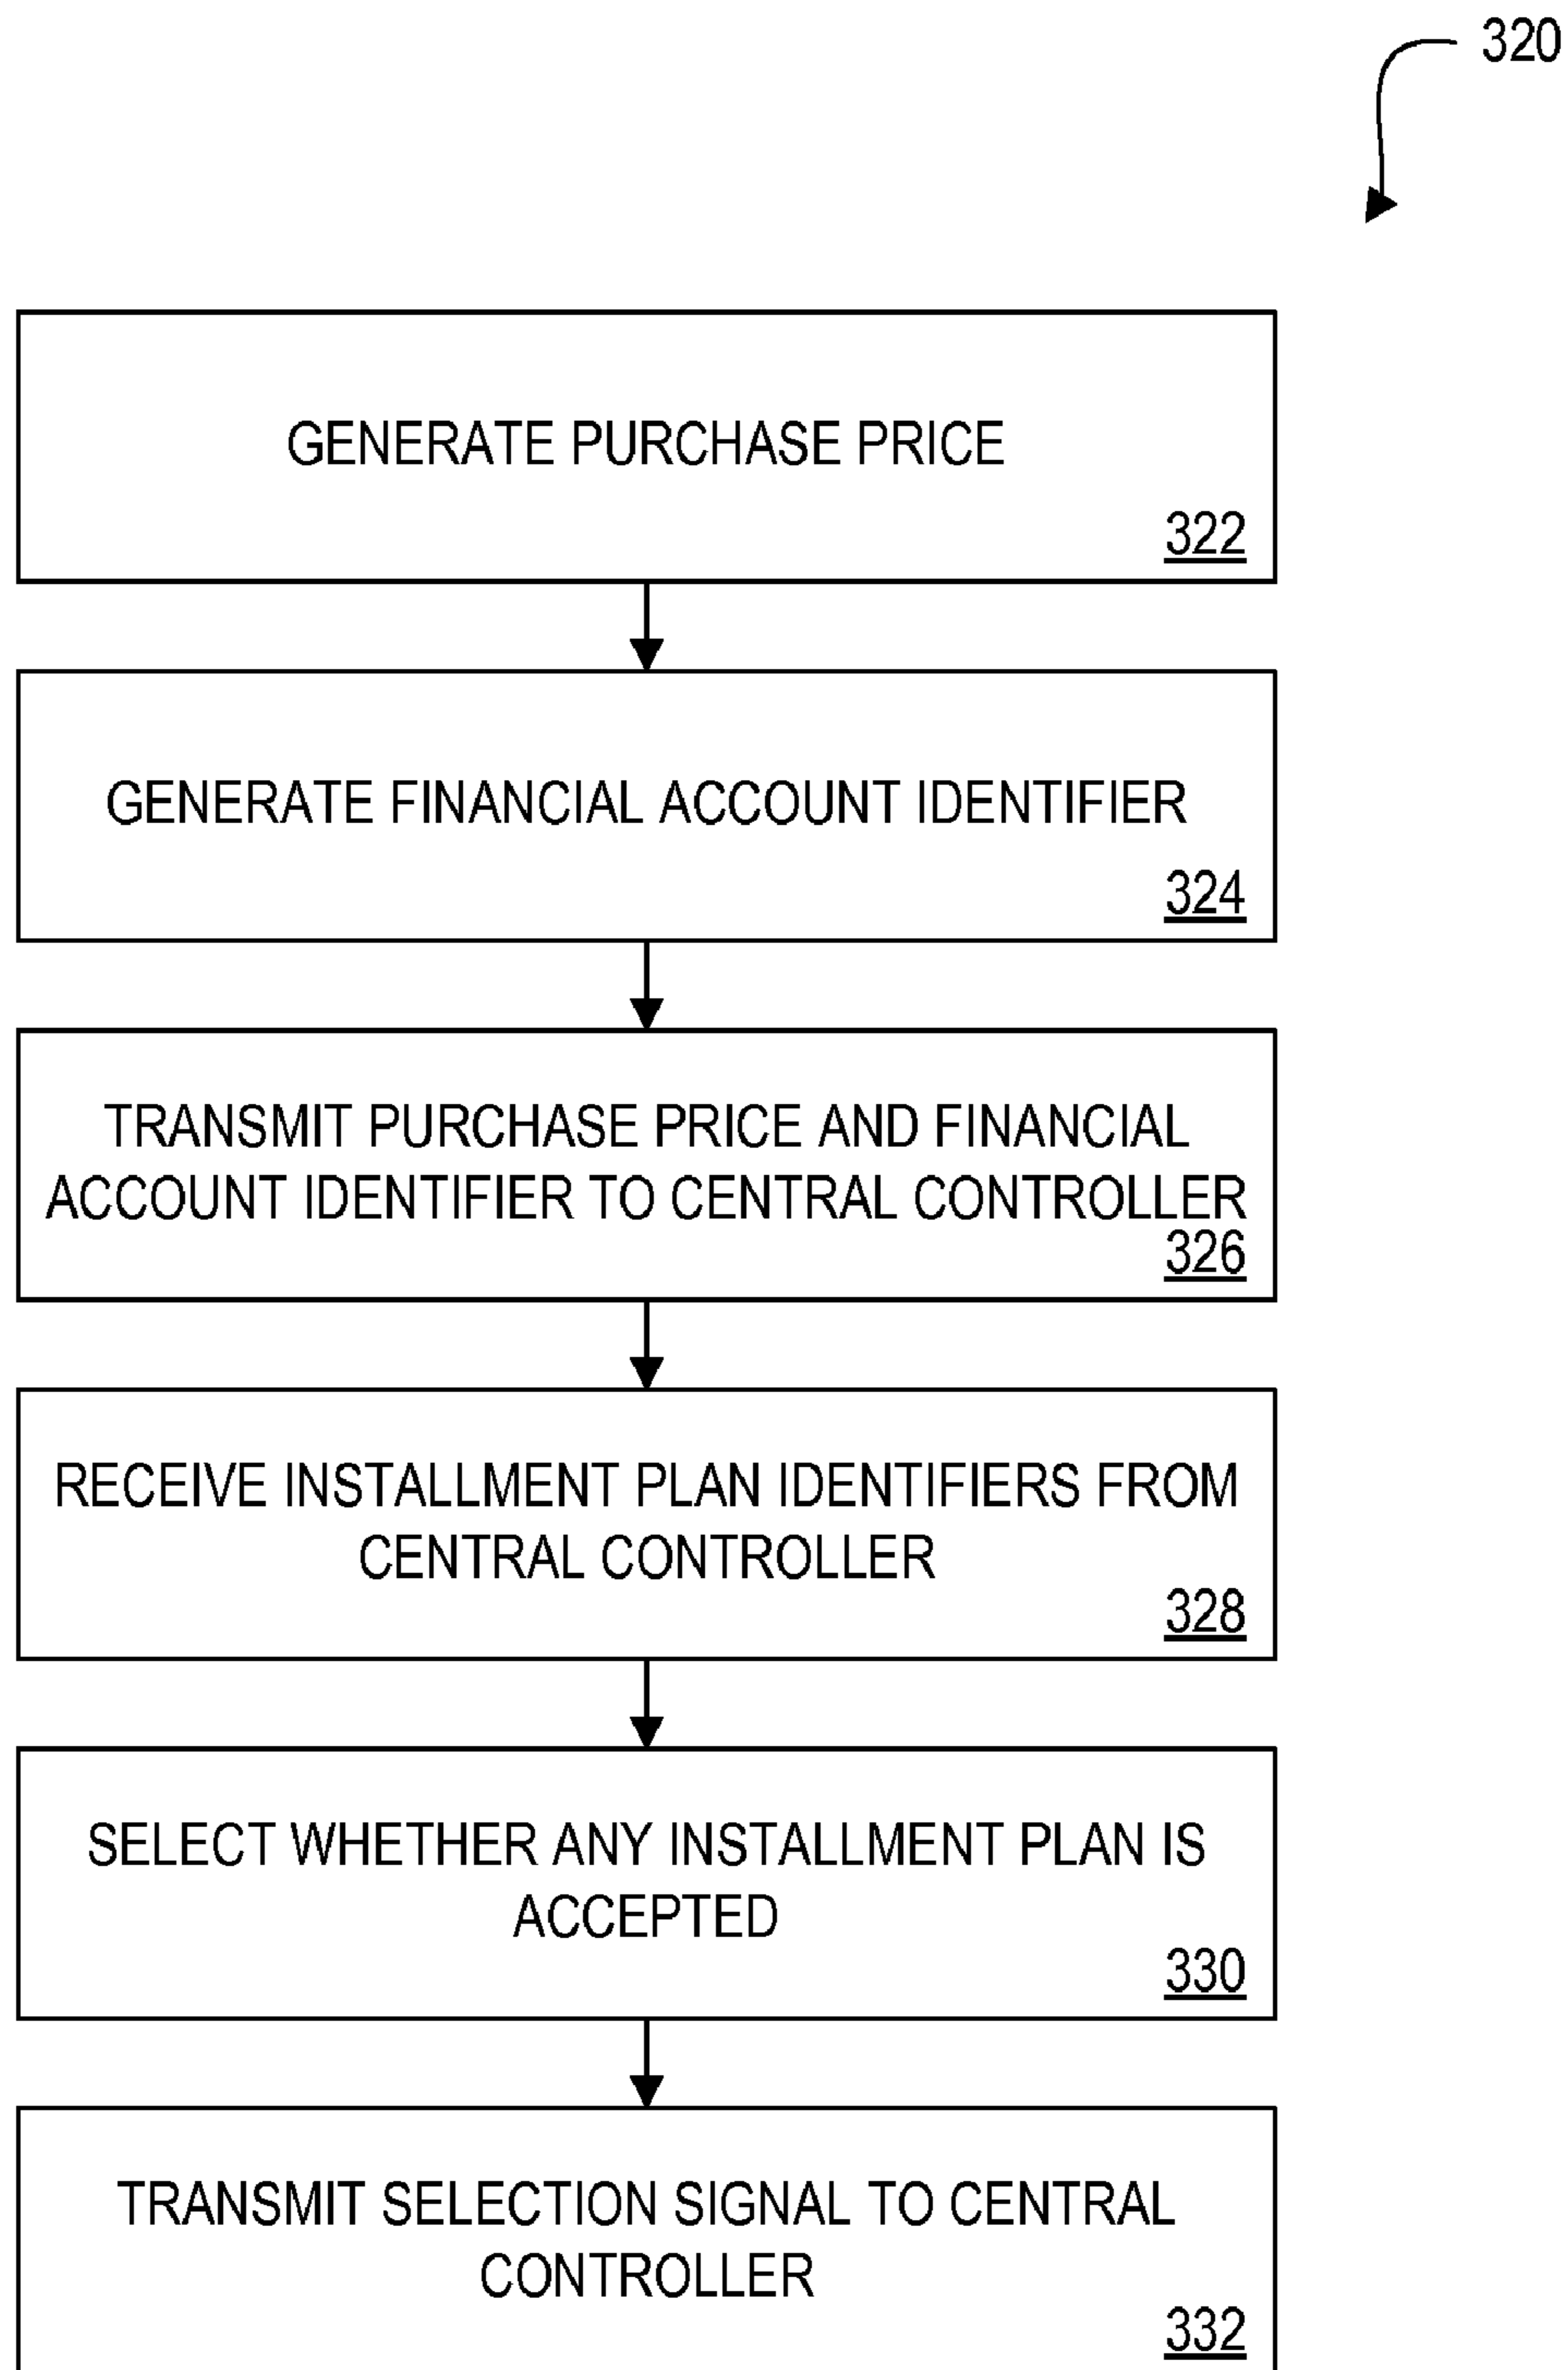 320
GENERATE PURCHASE PRICE
322
GENERATE FINANCIAL ACCOUNT IDENTIFIER
324
TRANSMIT PURCHASE PRICE AND FINANCIAL
ACCOUNT IDENTIFIER TO CENTRAL CONTROLLER
326
RECEIVE INSTALLMENT PLAN IDENTIFIERS FROM
CENTRAL CONTROLLER
328
SELECT WHETHER ANY INSTALLMENT PLAN IS
ACCEPTED
330
TRANSMIT SELECTION SIGNAL TO CENTRAL
CONTROLLER
332